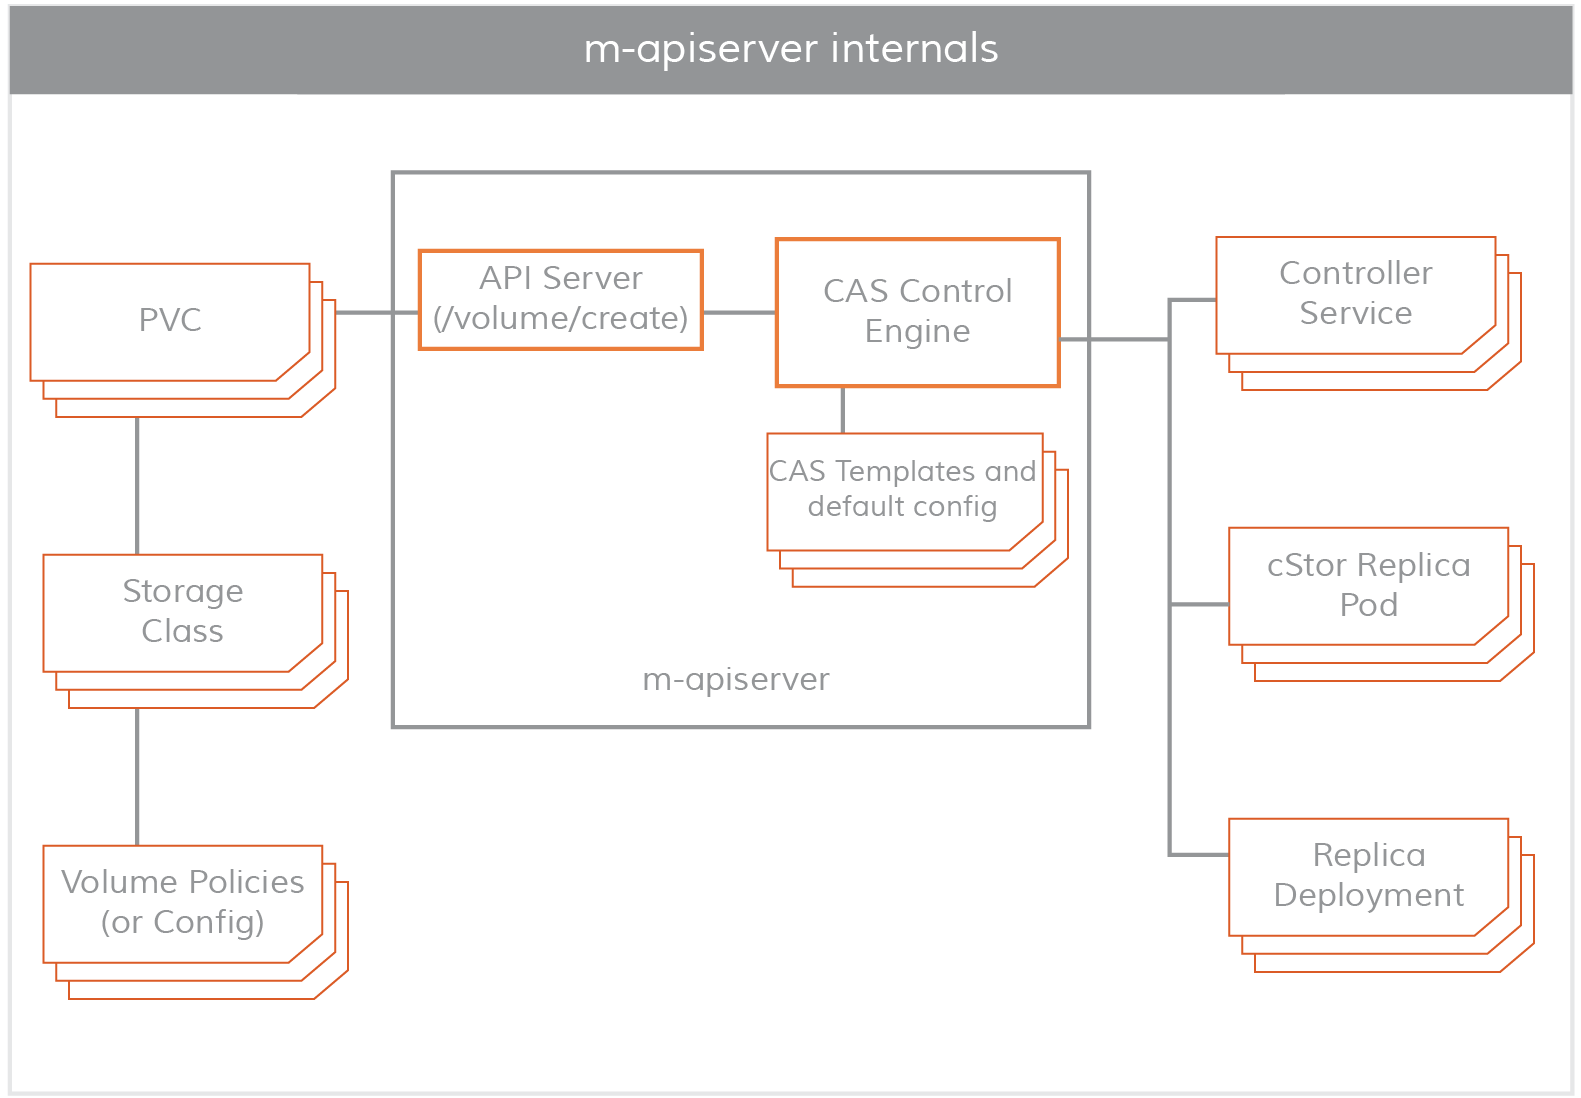 m-apiserver internals
PVC
Storage
Class
Volume Policies
(or Config)
API Server
(/volume/create)
CAS Control
Engine
CAS Templates and
default config
m-apiserver
Controller
Service
cStor Replica
Pod
Replica
Deployment